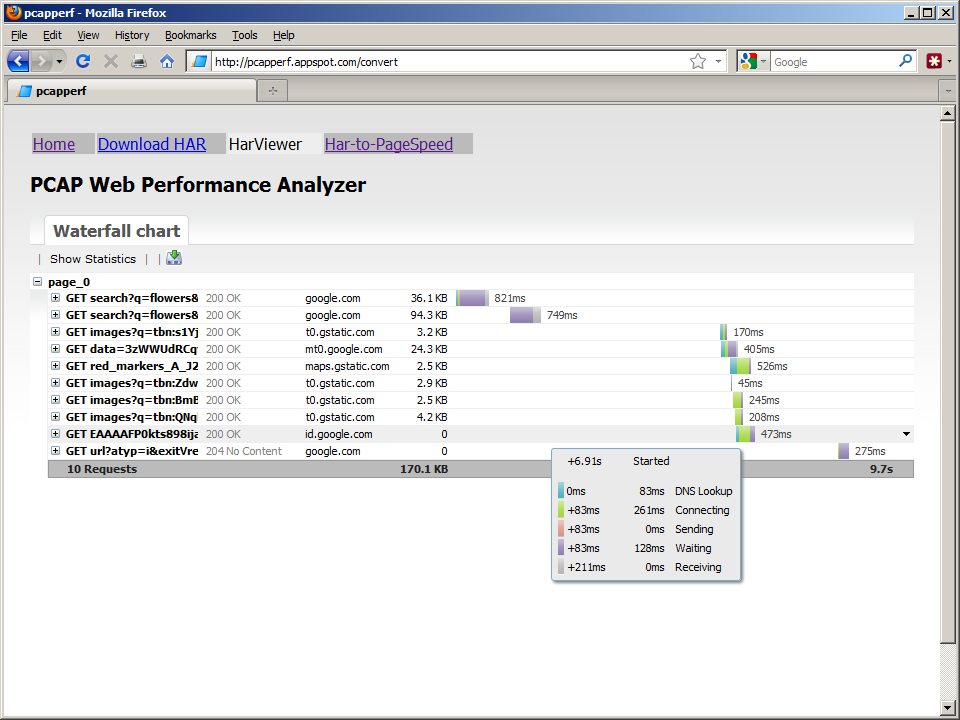 pcapperf - Mozilla Firefox
File Edit View History Bookmarks Tools Help
http://pcapperf.appspot.com/convert Google
pcapperf
Home Download HAR HarViewer Har-to-PageSpeed
PCAP Web Performance Analyzer
Waterfall chart
| Show Statistics | |
page_0
GET search?q=flowers& 200 OK google.com 36.1 KB 821ms
GET search?q=flowers& 200 OK google.com 94.3 KB 749ms
GET images?q=tbn:s1Yj 200 OK t0.gstatic.com 3.2 KB 170ms
GET data=3zWWUdRCq 200 OK mt0.google.com 24.3 KB 405ms
GET red_markers_A_J2 200 OK maps.gstatic.com 2.5 KB 526ms
GET images?q=tbn:Zdw 200 OK t0.gstatic.com 2.9 KB 45ms
GET images?q=tbn:BmE 200 OK t0.gstatic.com 2.5 KB 245ms
GET images?q=tbn:QNq 200 OK t0.gstatic.com 4.2 KB 208ms
GET EAAAAFP0kts898ija 200 OK id.google.com 0 473ms
GET url?atyp=i&exitVre 204 No Content google.com 0 275ms
10 Requests 170.1 KB 9.7s
+6.91s Started
0ms 83ms DNS Lookup
+83ms 261ms Connecting
+83ms 0ms Sending
+83ms 128ms Waiting
+211ms 0ms Receiving